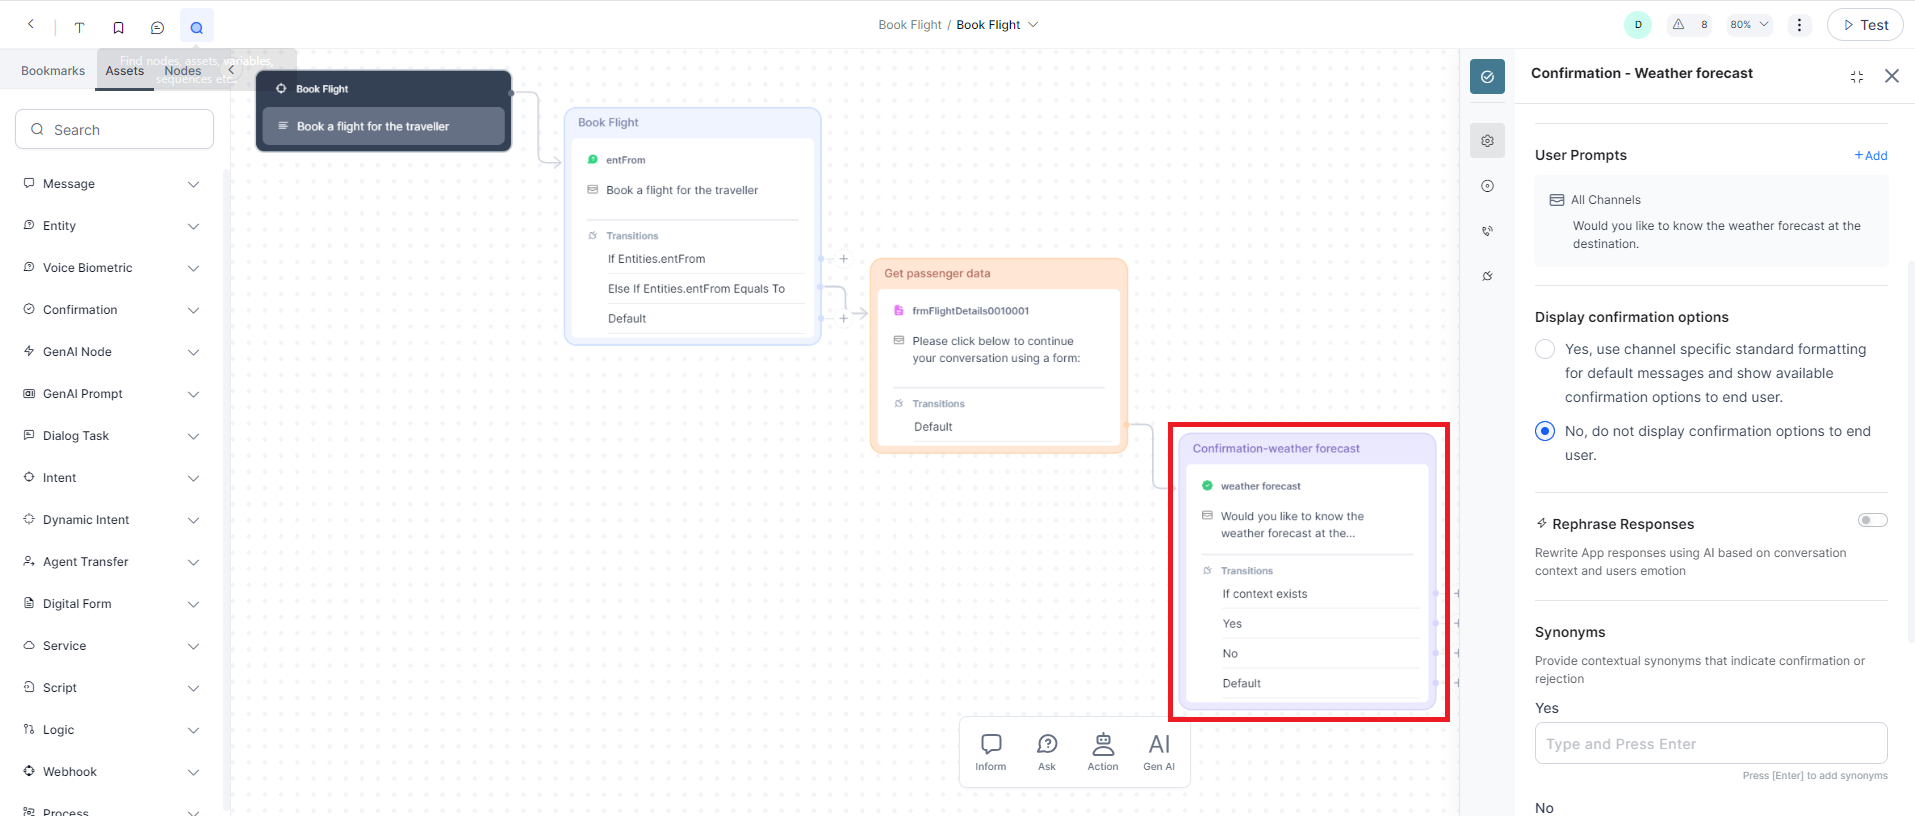 Book Flight / Book Flight
D
8
80%
Test
Bookmarks
Assets
Nodes
Find nodes, assets, variables,
sequences etc.
Search
Message
Entity
Voice Biometric
Confirmation
GenAI Node
GenAI Prompt
Dialog Task
Intent
Dynamic Intent
Agent Transfer
Digital Form
Service
Script
Logic
Webhook
Process
Book Flight
Book a flight for the traveller
Book Flight
entFrom
Book a flight for the traveller
Transitions
If Entities.entFrom
Else If Entities.entFrom Equals To
Default
Get passenger data
frmFlightDetails0010001
Please click below to continue
your conversation using a form:
Transitions
Default
Confirmation-weather forecast
weather forecast
Would you like to know the
weather forecast at the...
Transitions
If context exists
Yes
No
Default
Inform
Ask
Action
AI
Gen AI
Confirmation - Weather forecast
User Prompts
+Add
All Channels
Would you like to know the weather forecast at the
destination.
Display confirmation options
Yes, use channel specific standard formatting
for default messages and show available
confirmation options to end user.
No, do not display confirmation options to end
user.
Rephrase Responses
Rewrite App responses using AI based on conversation
context and users emotion
Synonyms
Provide contextual synonyms that indicate confirmation or
rejection
Yes
Type and Press Enter
Press [Enter] to add synonyms
No